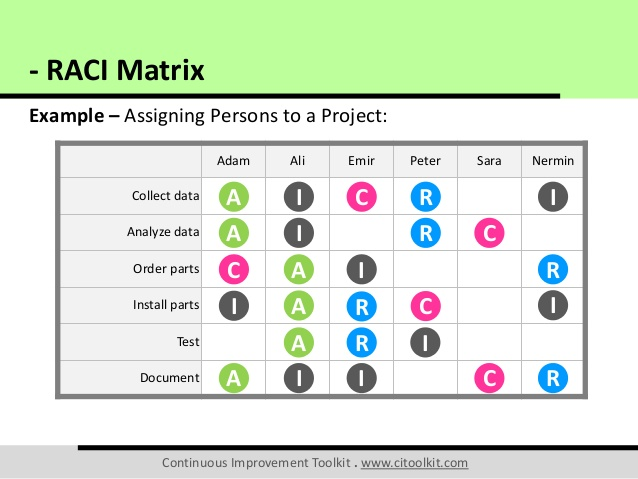 - RACI Matrix
Example – Assigning Persons to a Project:
Adam Ali Emir Peter Sara Nermin
Collect data A I C R I
Analyze data A I R C
Order parts C A I R
Install parts I A R C I
Test A R I
Document A I I C R
Continuous Improvement Toolkit . www.citoolkit.com